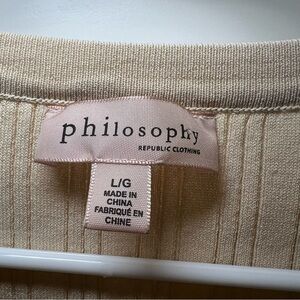 philosophy
REPUBLIC CLOTHING
L/G
MADE IN
CHINA
FABRIQUÉ EN
CHINE